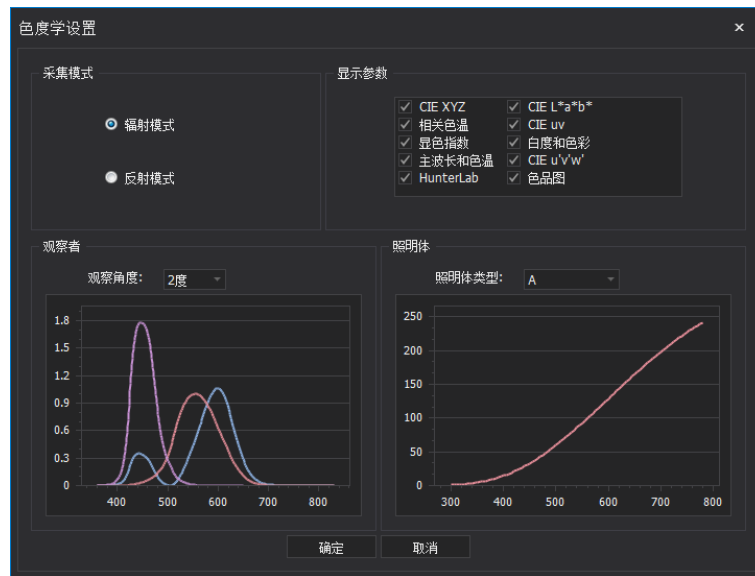 色度学设置
×
采集模式
辐射模式
反射模式
显示参数
CIE XYZ
CIE L*a*b*
相关色温
CIE uv
显色指数
白度和色彩
主波长和色温
CIE u'v'w'
HunterLab
色品图
观察者
观察角度: 2度
1.8
1.5
1.2
0.9
0.6
0.3
0
400 500 600 700 800
照明体
照明体类型: A
250
200
150
100
50
0
300 400 500 600 700 800
确定 取消